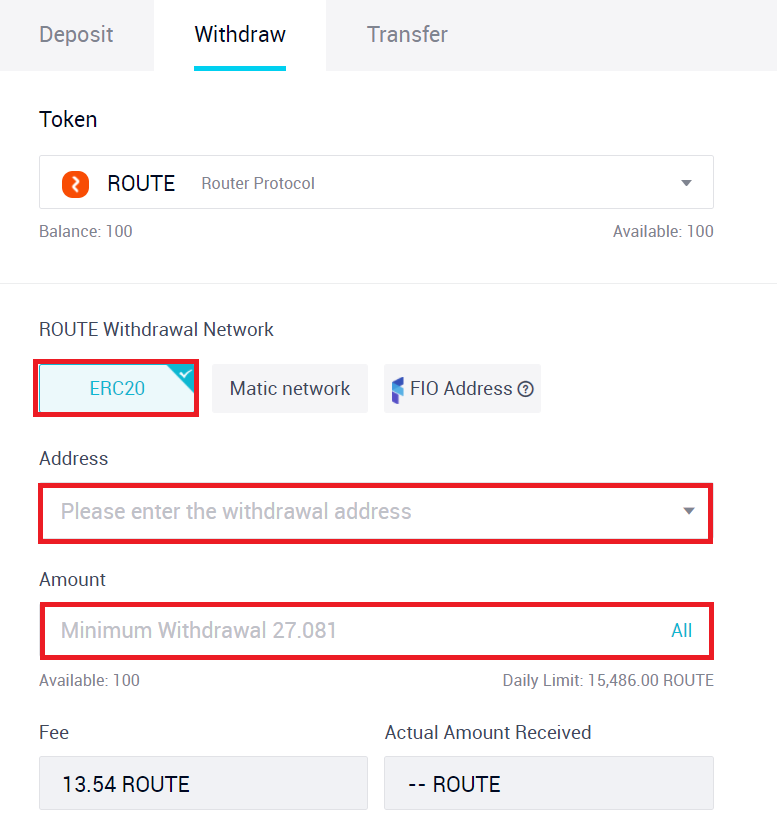 Deposit Withdraw Transfer
Token
ROUTE Router Protocol
Balance: 100 Available: 100
ROUTE Withdrawal Network
ERC20 Matic network FIO Address ?
Address
Please enter the withdrawal address
Amount
Minimum Withdrawal 27.081 All
Available: 100 Daily Limit: 15,486.00 ROUTE
Fee Actual Amount Received
13.54 ROUTE -- ROUTE